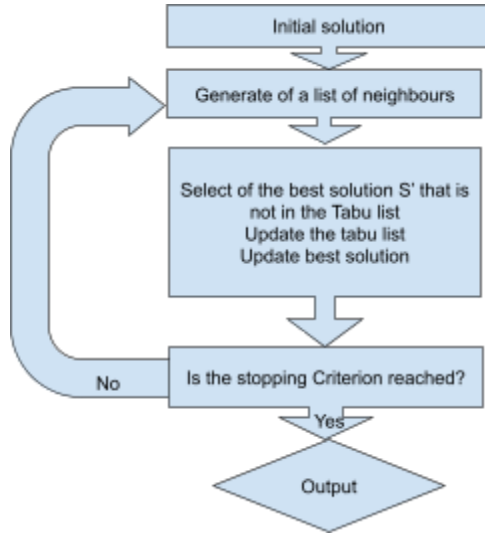 Initial solution
Generate of a list of neighbours
Select of the best solution S' that is
not in the Tabu list
Update the tabu list
Update best solution
Is the stopping Criterion reached?
No
Yes
Output